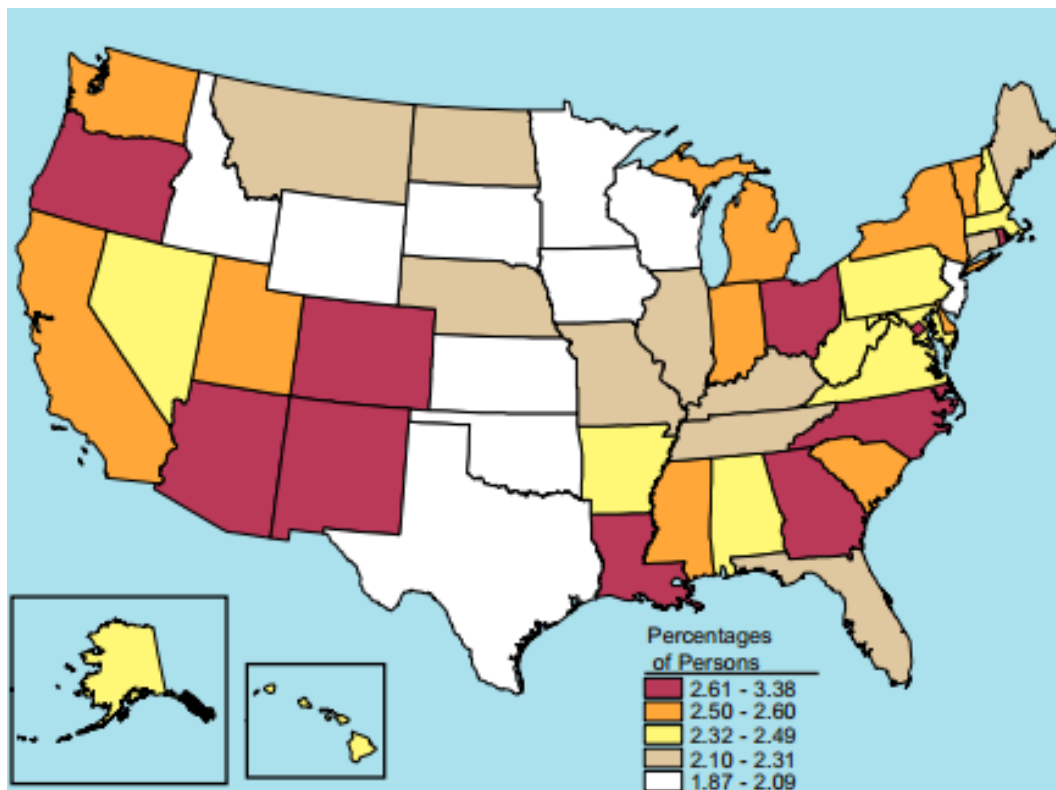 Percentages
of Persons
2.61 - 3.38
2.50 - 2.60
2.32 - 2.49
2.10 - 2.31
1.87 - 2.09